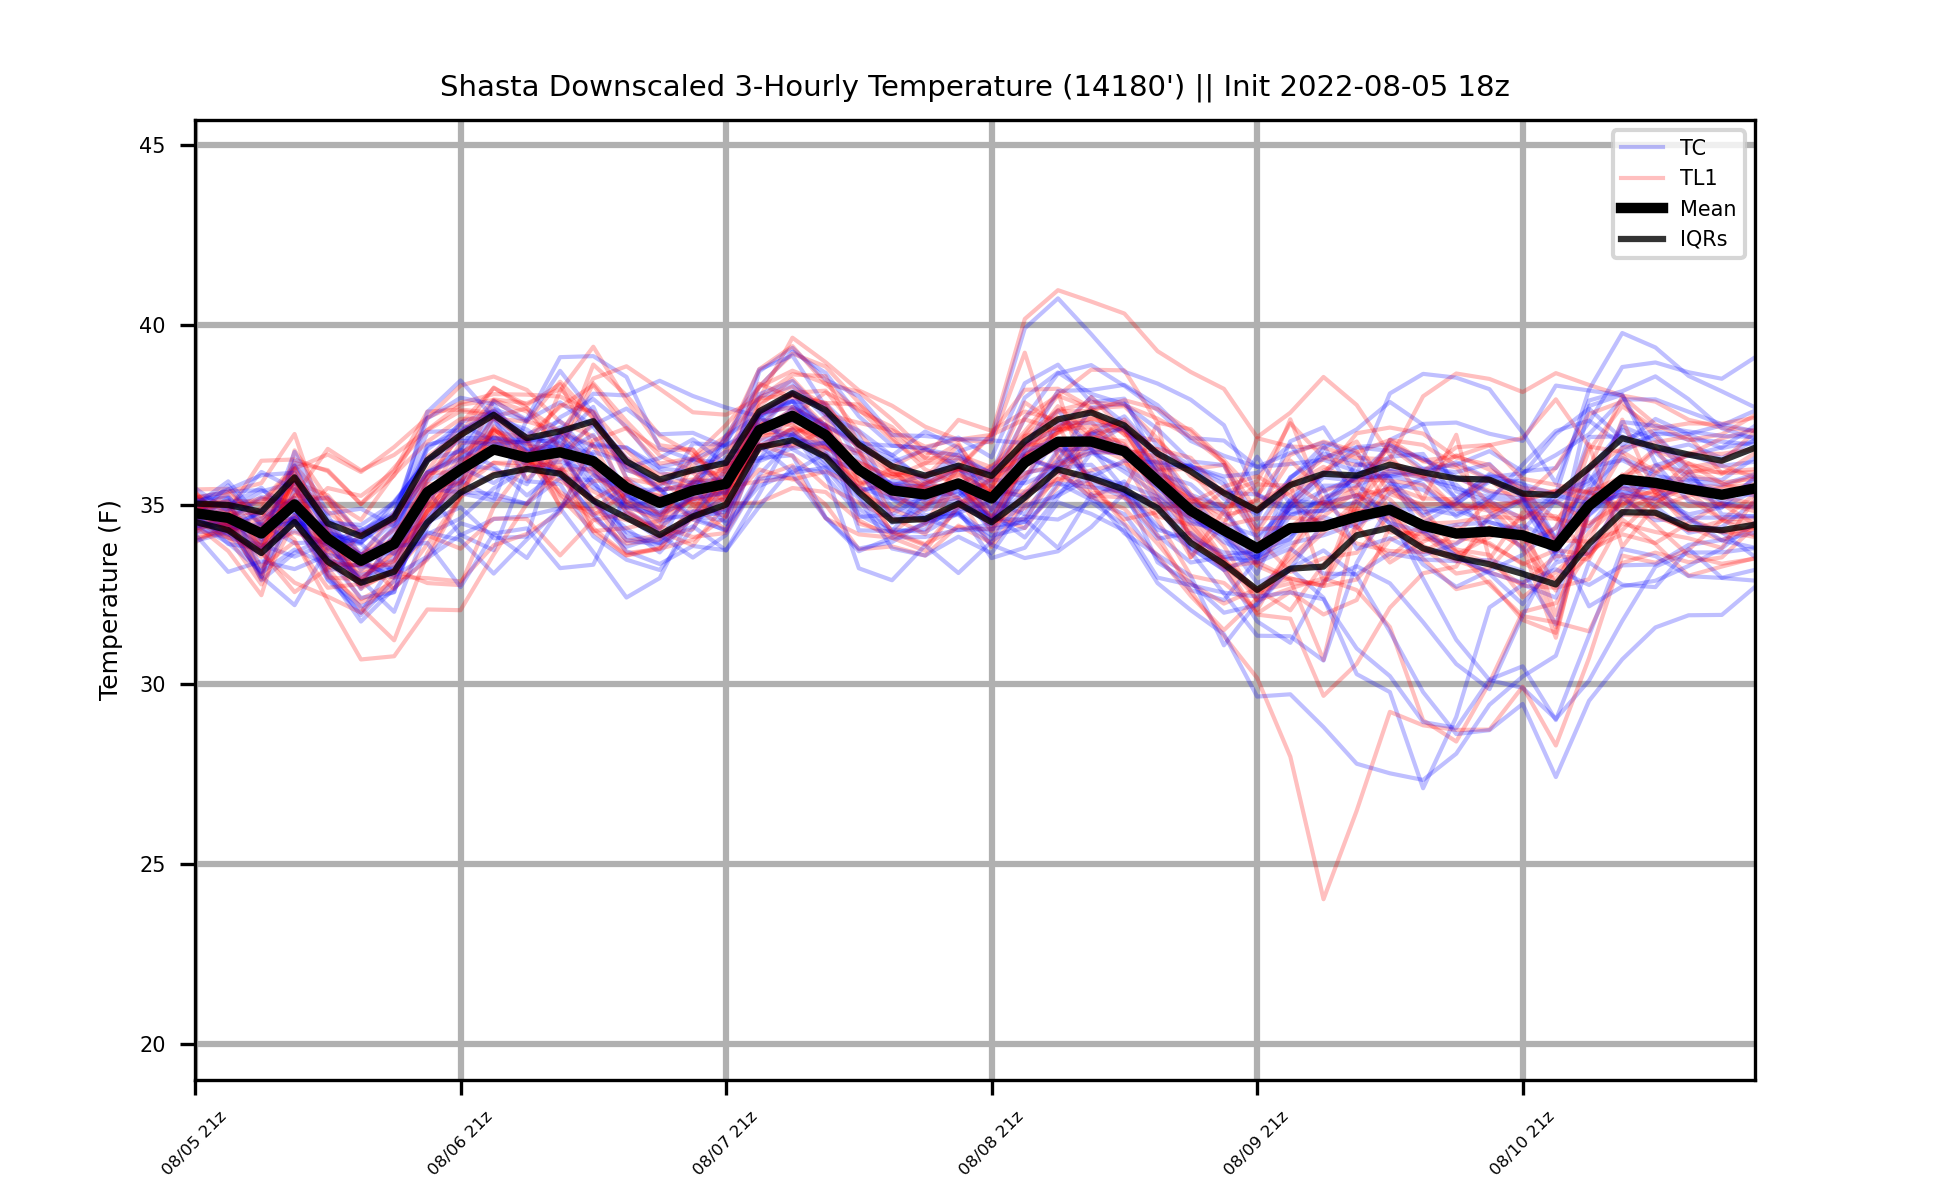 Shasta Downscaled 3-Hourly Temperature (14180') || Init 2022-08-05 18z
TC
TL1
Mean
IQRs
Temperature (F)
45
40
35
30
25
20
08/05 21z
08/06 21z
08/07 21z
08/08 21z
08/09 21z
08/10 21z